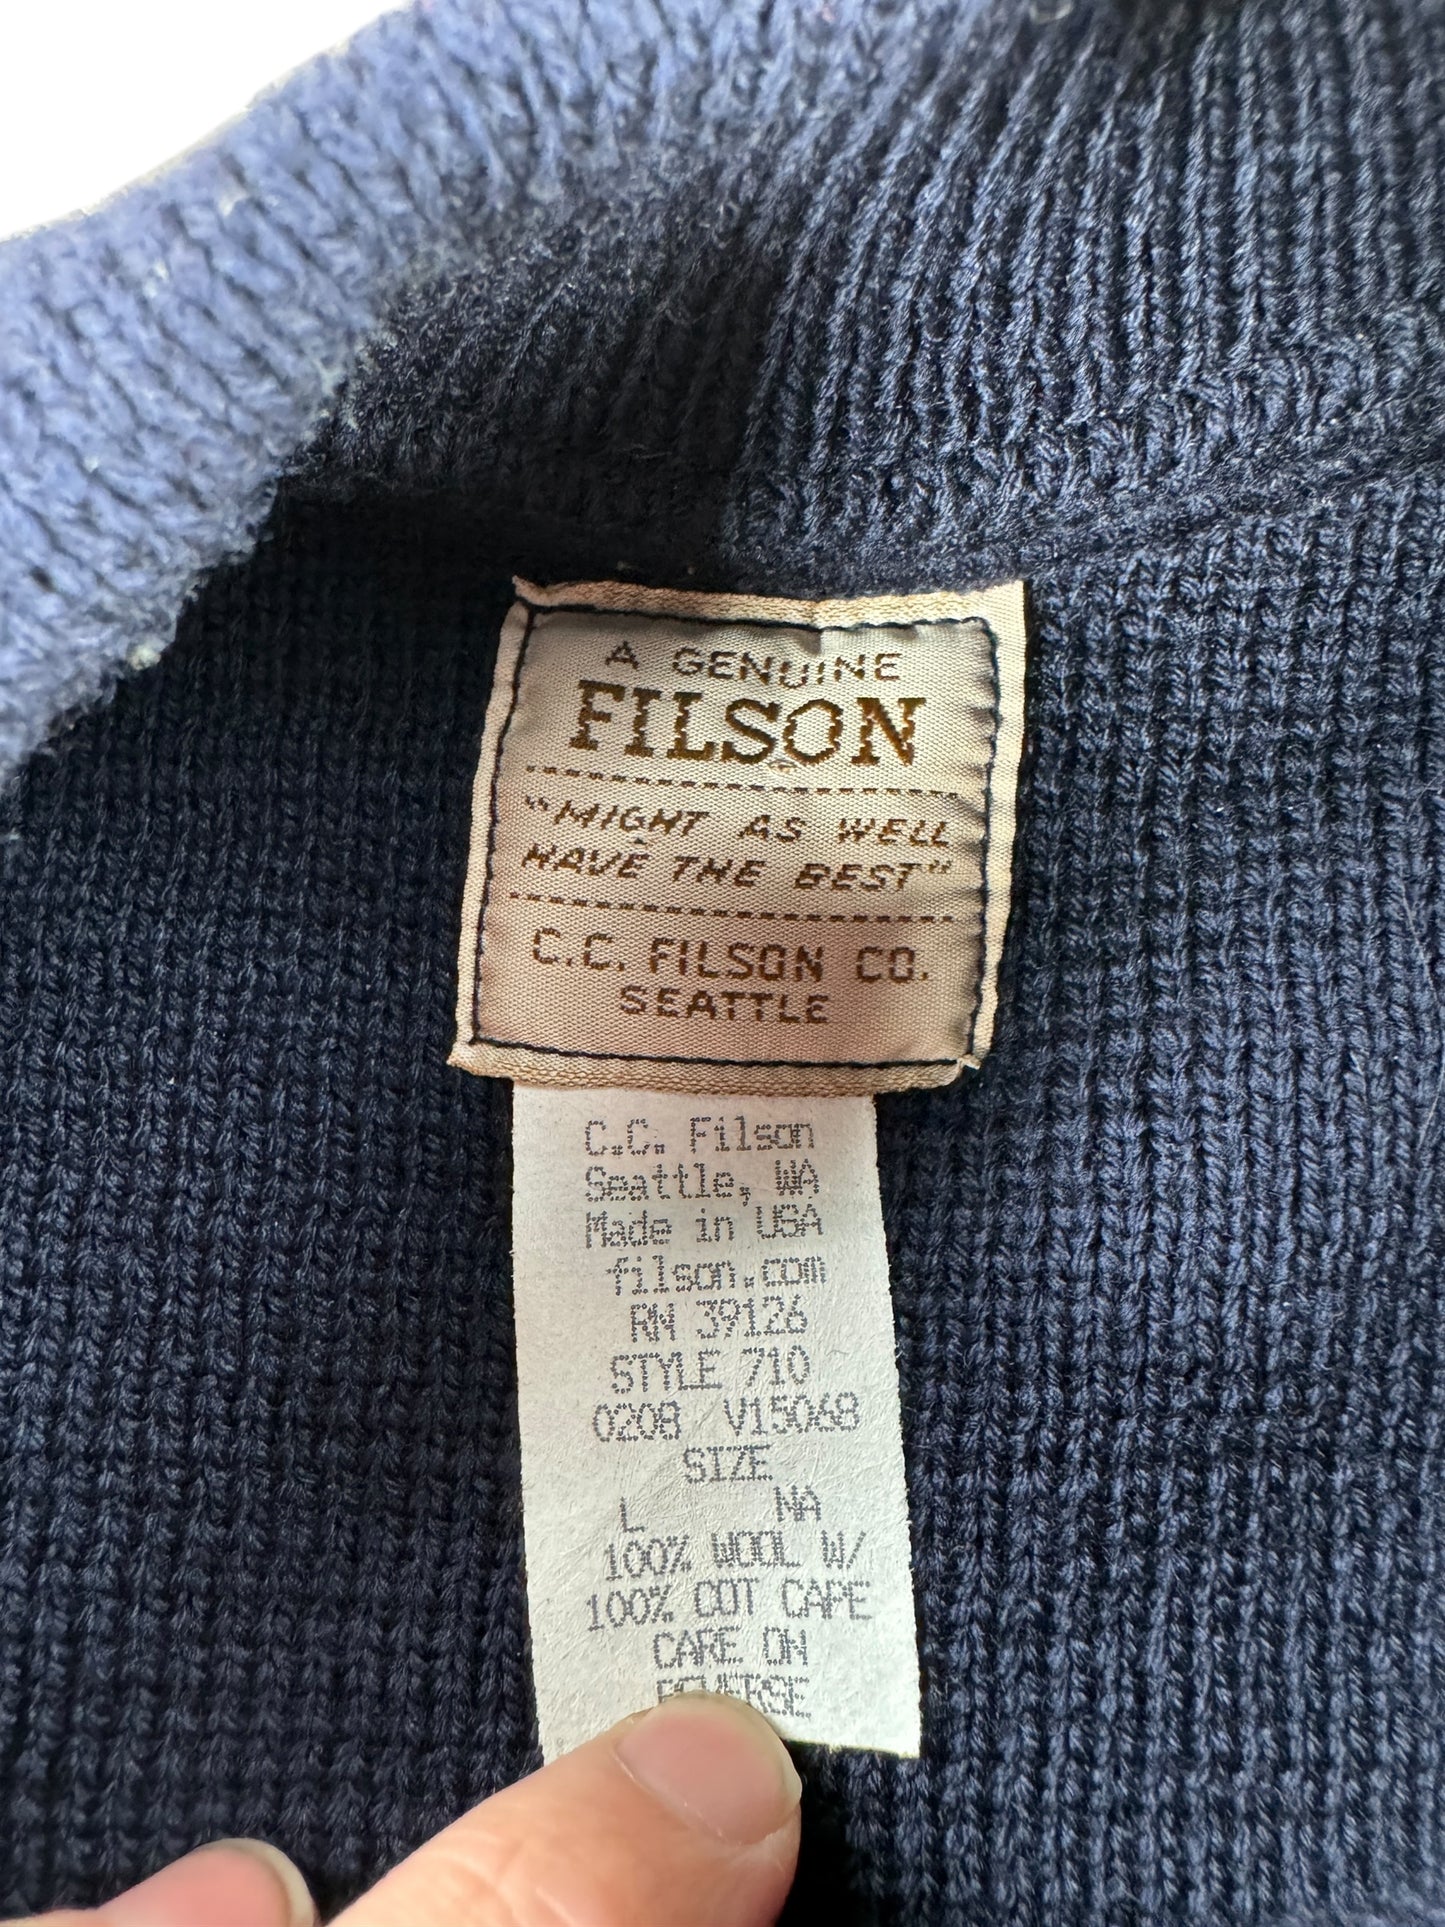 A GENUINE
FILSON
"MIGHT AS WELL
HAVE THE BEST"
C.C. FILSON CO.
SEATTLE
C.C. Filson
Seattle, WA
Made in USA
filson.com
RN 39126
STYLE 710
0208 V15068
SIZE
L NA
100% WOOL W/
100% COT CAPE
CARE ON
REVERSE